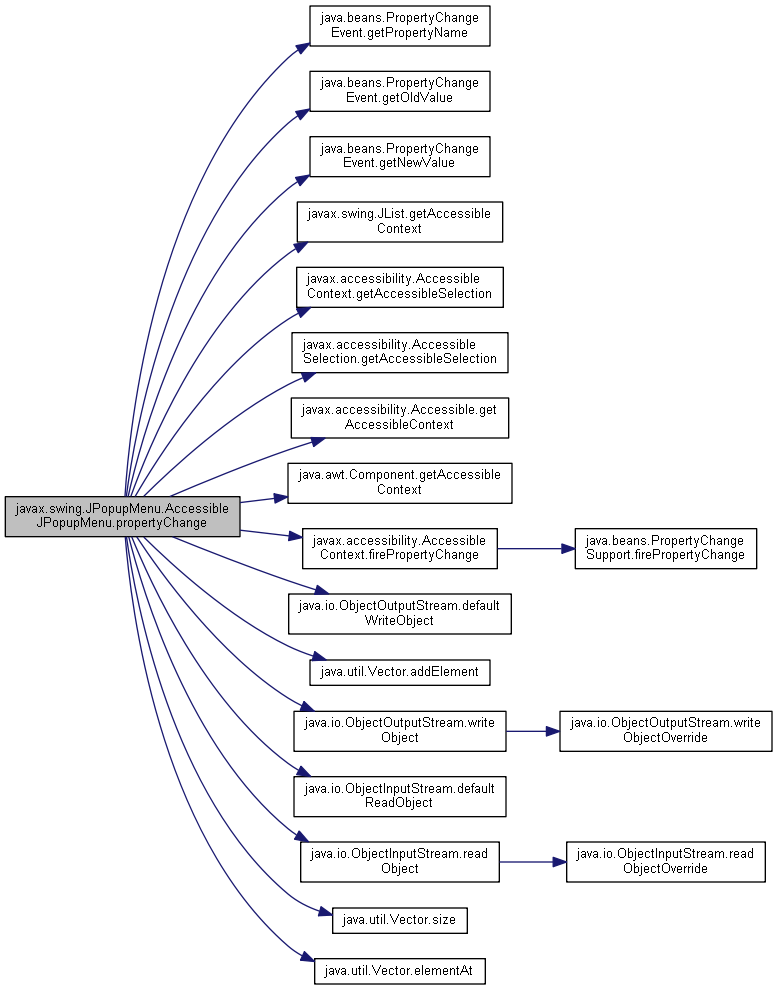 java.beans.PropertyChange
Event.getPropertyName
java.beans.PropertyChange
Event.getOldValue
java.beans.PropertyChange
Event.getNewValue
javax.swing.JList.getAccessible
Context
javax.accessibility.Accessible
Context.getAccessibleSelection
javax.accessibility.Accessible
Selection.getAccessibleSelection
javax.accessibility.Accessible.get
AccessibleContext
java.awt.Component.getAccessible
Context
javax.swing.JPopupMenu.Accessible
JPopupMenu.propertyChange
javax.accessibility.Accessible
Context.firePropertyChange
java.beans.PropertyChange
Support.firePropertyChange
java.io.ObjectOutputStream.default
WriteObject
java.util.Vector.addElement
java.io.ObjectOutputStream.write
Object
java.io.ObjectOutputStream.write
ObjectOverride
java.io.ObjectInputStream.default
ReadObject
java.io.ObjectInputStream.read
Object
java.io.ObjectInputStream.read
ObjectOverride
java.util.Vector.size
java.util.Vector.elementAt